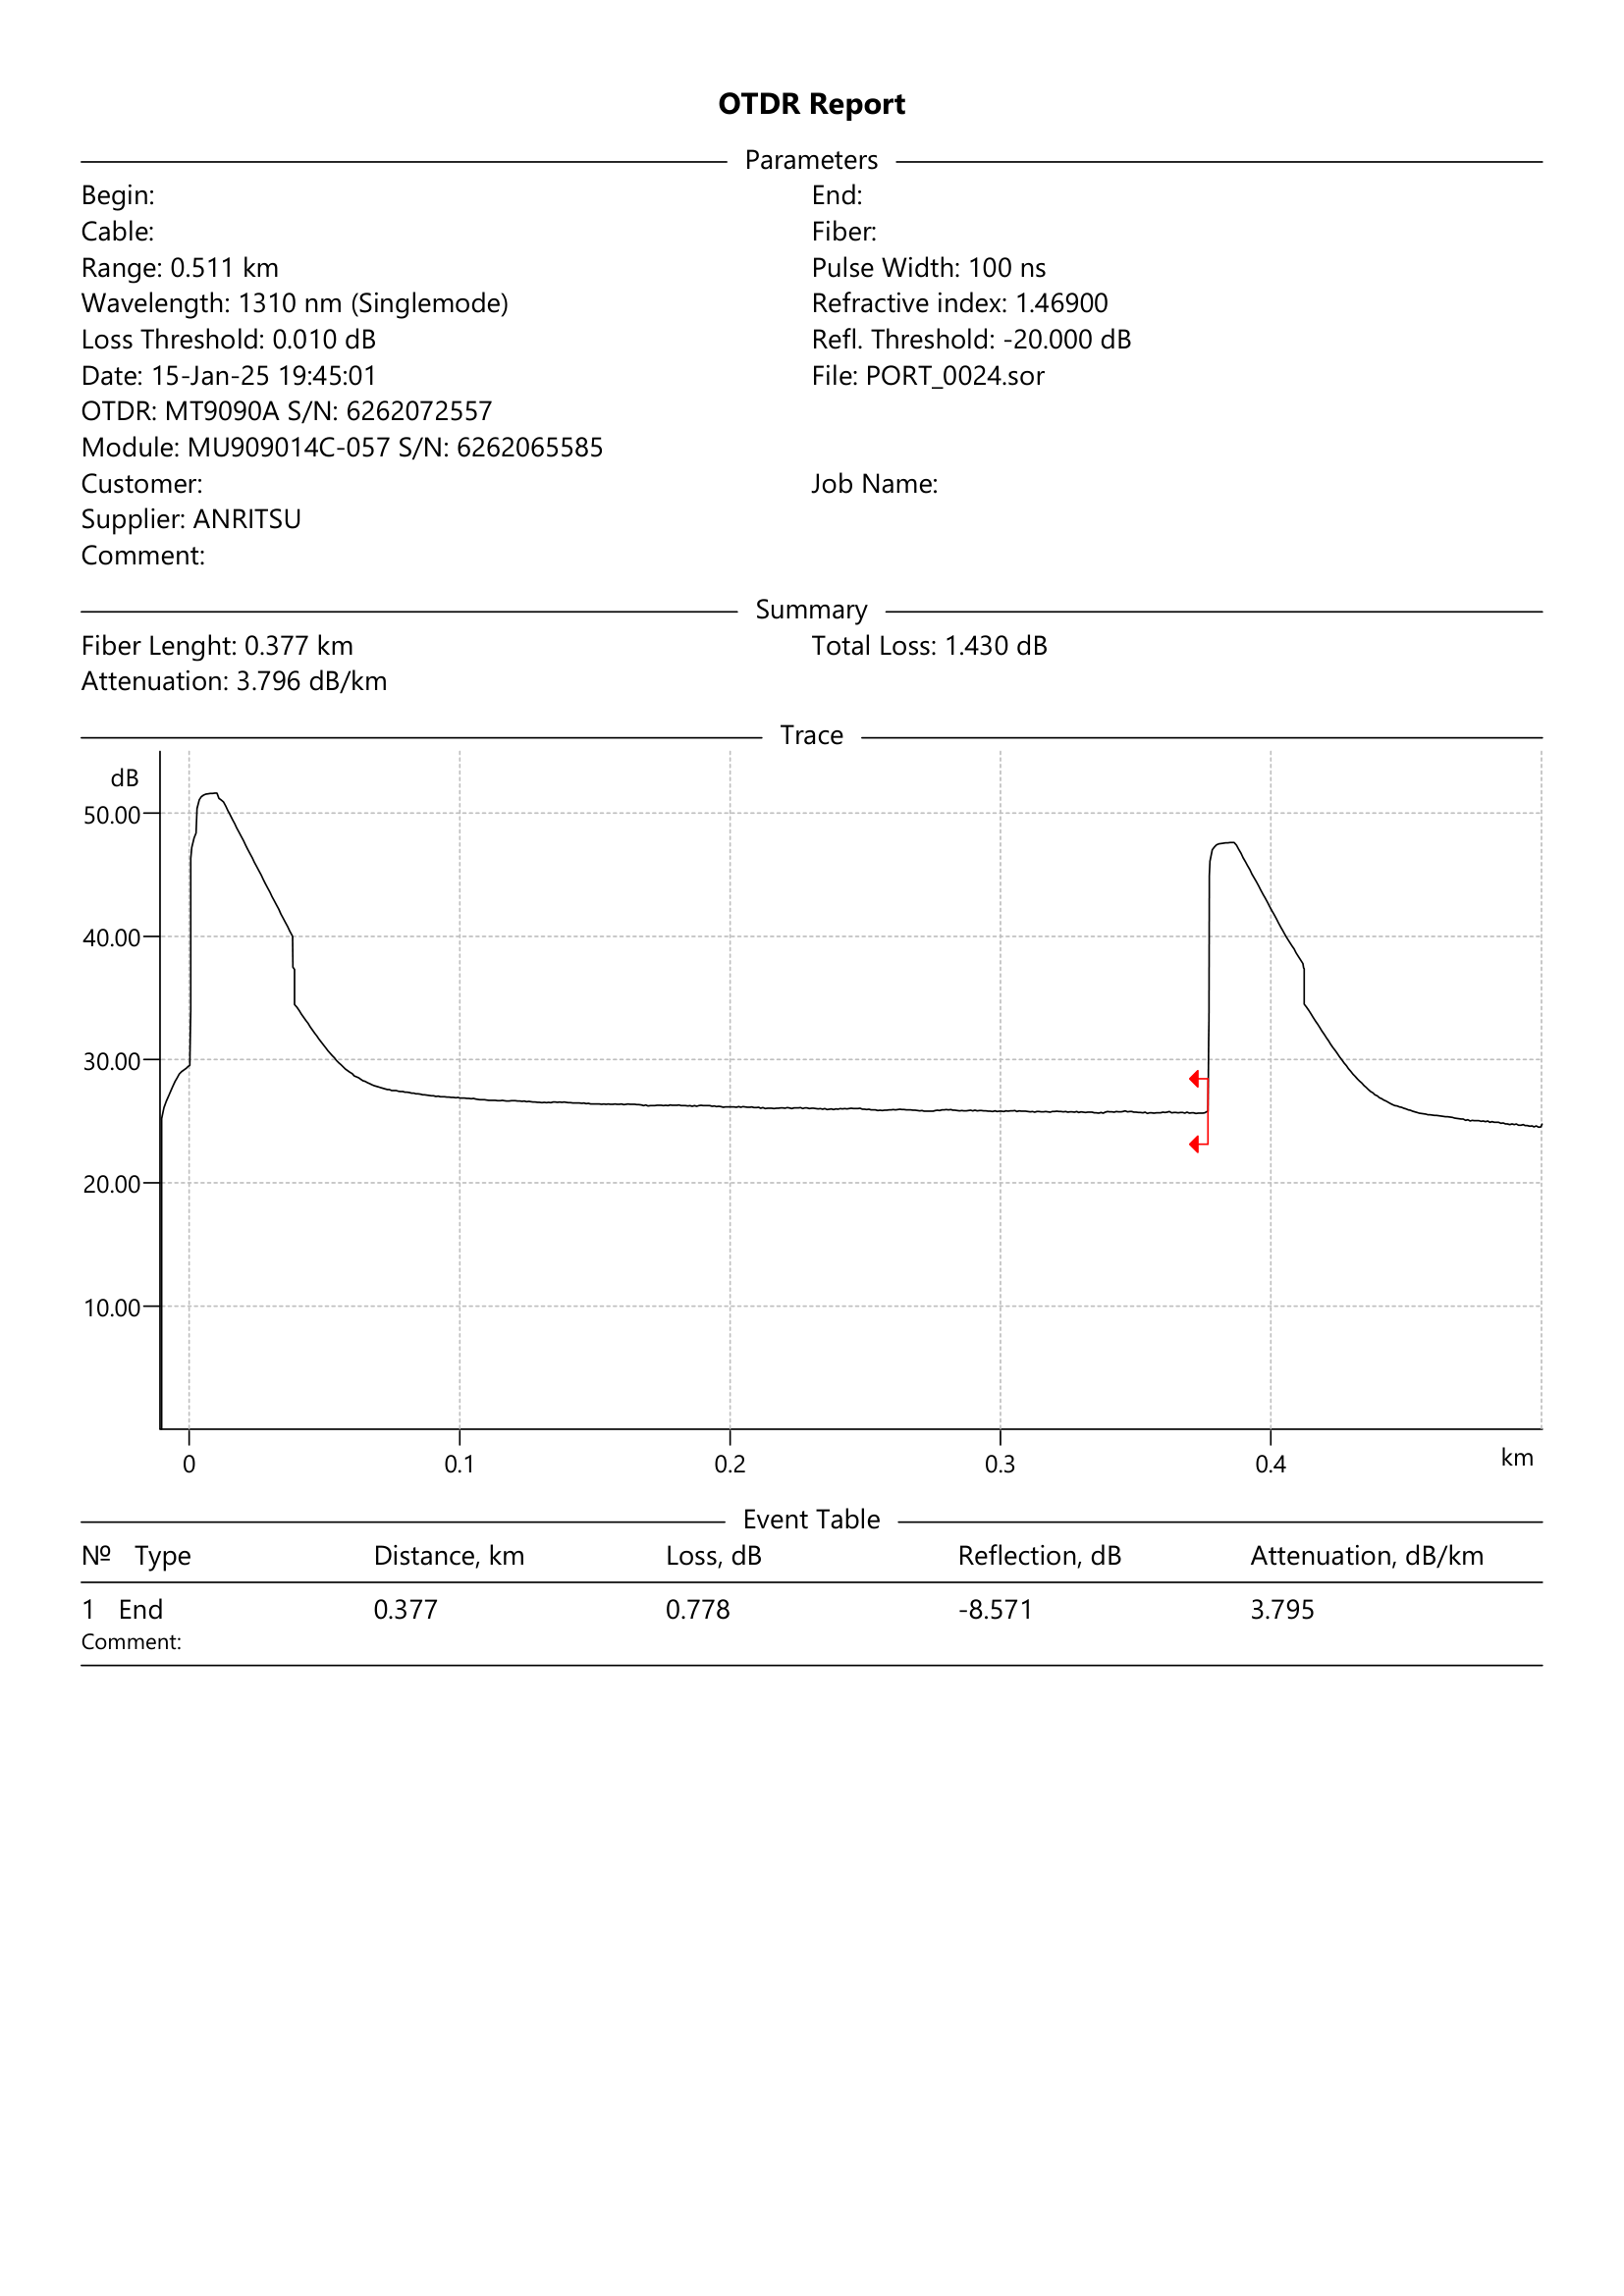 OTDR Report
Parameters
Begin: End:
Cable: Fiber:
Range: 0.511 km Pulse Width: 100 ns
Wavelength: 1310 nm (Singlemode) Refractive index: 1.46900
Loss Threshold: 0.010 dB Refl. Threshold: -20.000 dB
Date: 15-Jan-25 19:45:01 File: PORT_0024.sor
OTDR: MT9090A S/N: 6262072557
Module: MU909014C-057 S/N: 6262065585
Customer: Job Name:
Supplier: ANRITSU
Comment:
Summary
Fiber Lenght: 0.377 km Total Loss: 1.430 dB
Attenuation: 3.796 dB/km
Trace
dB
50.00
40.00
30.00
20.00
10.00
0 0.1 0.2 0.3 0.4 km
Event Table
Nº Type Distance, km Loss, dB Reflection, dB Attenuation, dB/km
1 End 0.377 0.778 -8.571 3.795
Comment: